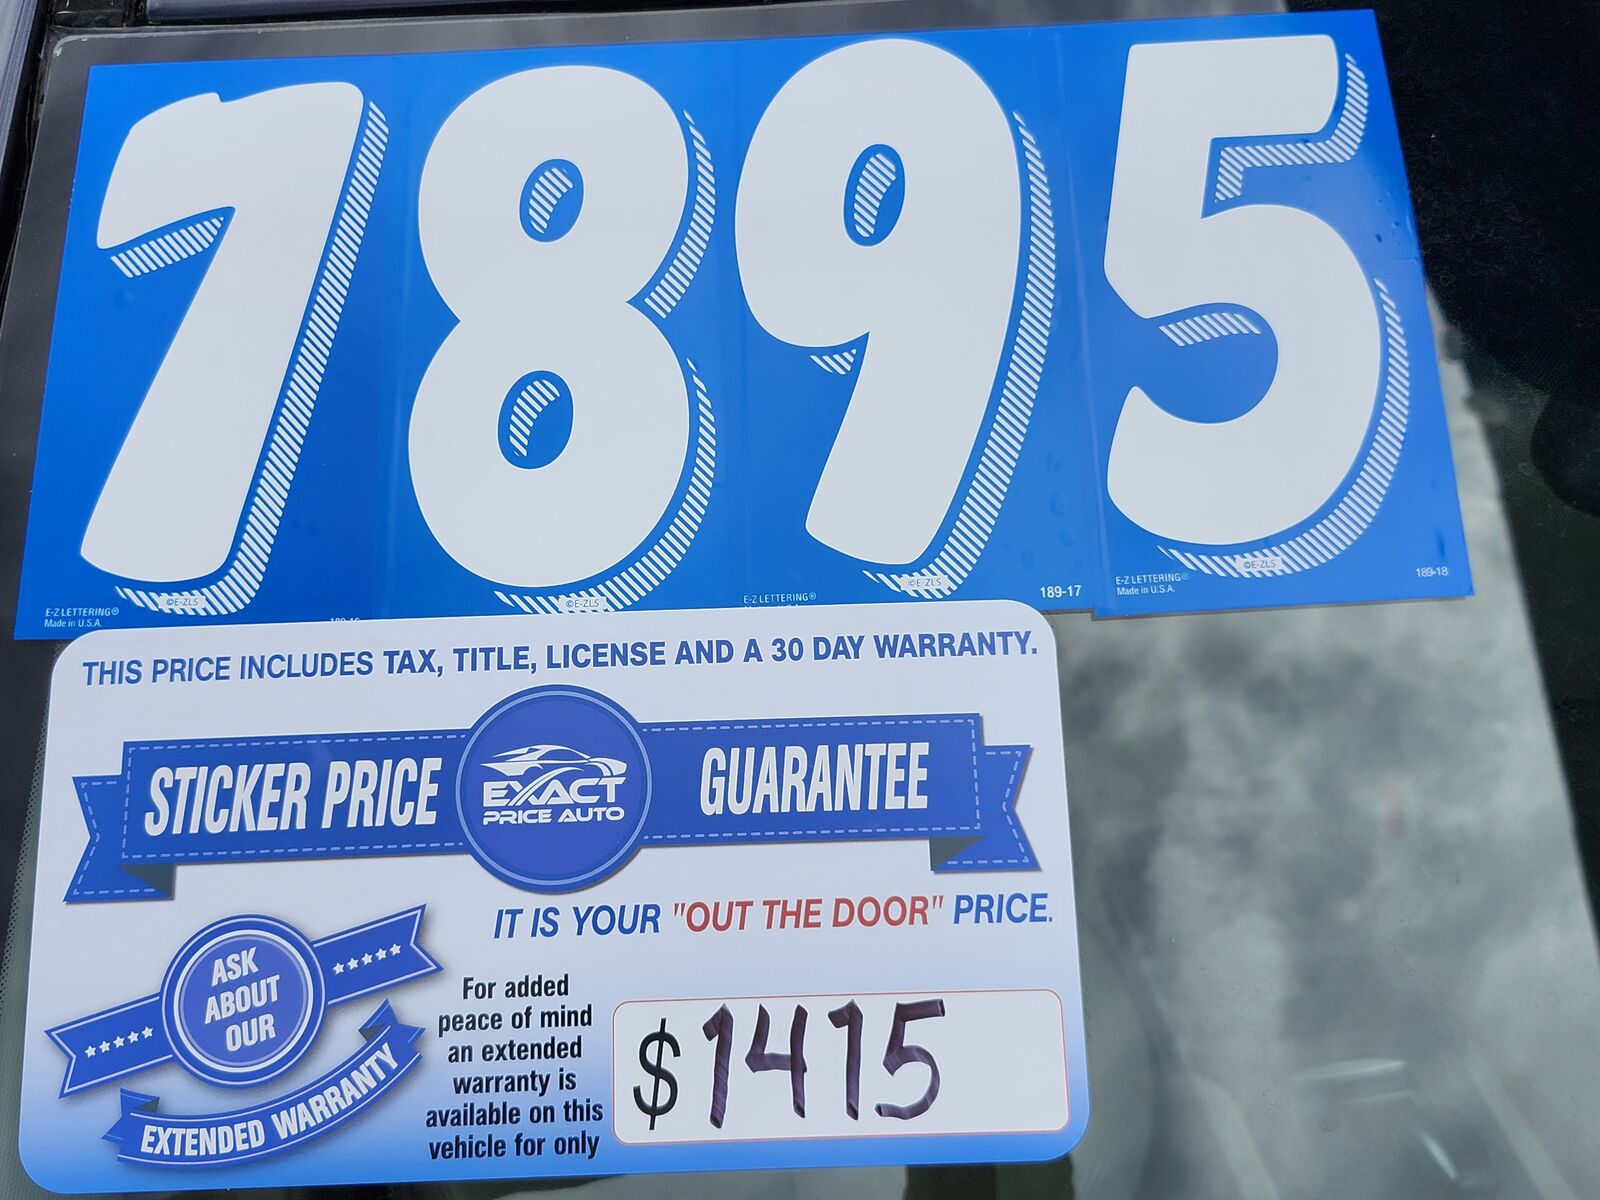 7895
©E-ZLS ©E-ZLS ©E-ZLS ©E-ZLS
E-Z LETTERING® E-Z LETTERING® 189-17 E-Z LETTERING® 189-18
Made in U.S.A. Made in U.S.A.
THIS PRICE INCLUDES TAX, TITLE, LICENSE AND A 30 DAY WARRANTY.
STICKER PRICE
EXACT
PRICE AUTO
GUARANTEE
IT IS YOUR "OUT THE DOOR" PRICE.
ASK
ABOUT
OUR
EXTENDED WARRANTY
For added
peace of mind
an extended
warranty is
available on this
vehicle for only
$1415